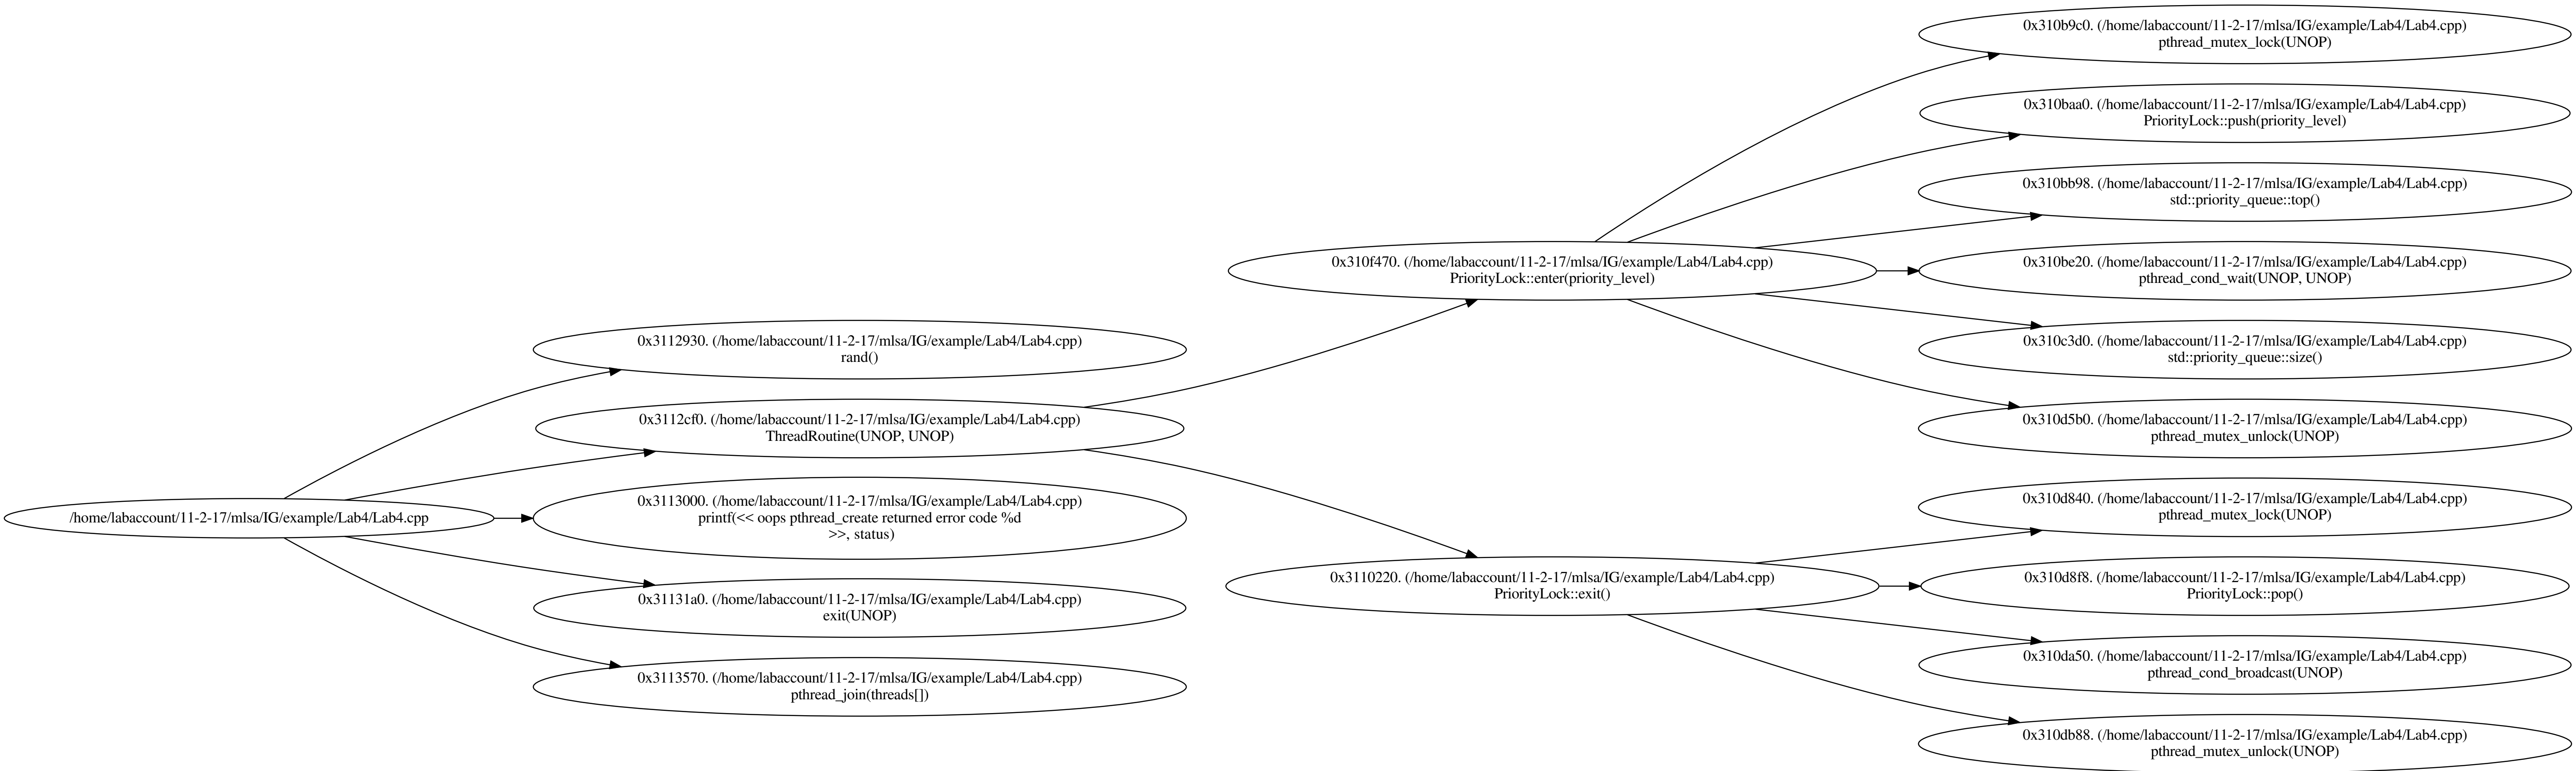 /home/labaccount/11-2-17/mlsa/IG/example/Lab4/Lab4.cpp
0x3112930. (/home/labaccount/11-2-17/mlsa/IG/example/Lab4/Lab4.cpp)
rand()
0x3112cf0. (/home/labaccount/11-2-17/mlsa/IG/example/Lab4/Lab4.cpp)
ThreadRoutine(UNOP, UNOP)
0x3113000. (/home/labaccount/11-2-17/mlsa/IG/example/Lab4/Lab4.cpp)
printf(<< oops pthread_create returned error code %d
>>, status)
0x31131a0. (/home/labaccount/11-2-17/mlsa/IG/example/Lab4/Lab4.cpp)
exit(UNOP)
0x3113570. (/home/labaccount/11-2-17/mlsa/IG/example/Lab4/Lab4.cpp)
pthread_join(threads[])
0x310f470. (/home/labaccount/11-2-17/mlsa/IG/example/Lab4/Lab4.cpp)
PriorityLock::enter(priority_level)
0x3110220. (/home/labaccount/11-2-17/mlsa/IG/example/Lab4/Lab4.cpp)
PriorityLock::exit()
0x310b9c0. (/home/labaccount/11-2-17/mlsa/IG/example/Lab4/Lab4.cpp)
pthread_mutex_lock(UNOP)
0x310baa0. (/home/labaccount/11-2-17/mlsa/IG/example/Lab4/Lab4.cpp)
PriorityLock::push(priority_level)
0x310bb98. (/home/labaccount/11-2-17/mlsa/IG/example/Lab4/Lab4.cpp)
std::priority_queue::top()
0x310be20. (/home/labaccount/11-2-17/mlsa/IG/example/Lab4/Lab4.cpp)
pthread_cond_wait(UNOP, UNOP)
0x310c3d0. (/home/labaccount/11-2-17/mlsa/IG/example/Lab4/Lab4.cpp)
std::priority_queue::size()
0x310d5b0. (/home/labaccount/11-2-17/mlsa/IG/example/Lab4/Lab4.cpp)
pthread_mutex_unlock(UNOP)
0x310d840. (/home/labaccount/11-2-17/mlsa/IG/example/Lab4/Lab4.cpp)
pthread_mutex_lock(UNOP)
0x310d8f8. (/home/labaccount/11-2-17/mlsa/IG/example/Lab4/Lab4.cpp)
PriorityLock::pop()
0x310da50. (/home/labaccount/11-2-17/mlsa/IG/example/Lab4/Lab4.cpp)
pthread_cond_broadcast(UNOP)
0x310db88. (/home/labaccount/11-2-17/mlsa/IG/example/Lab4/Lab4.cpp)
pthread_mutex_unlock(UNOP)